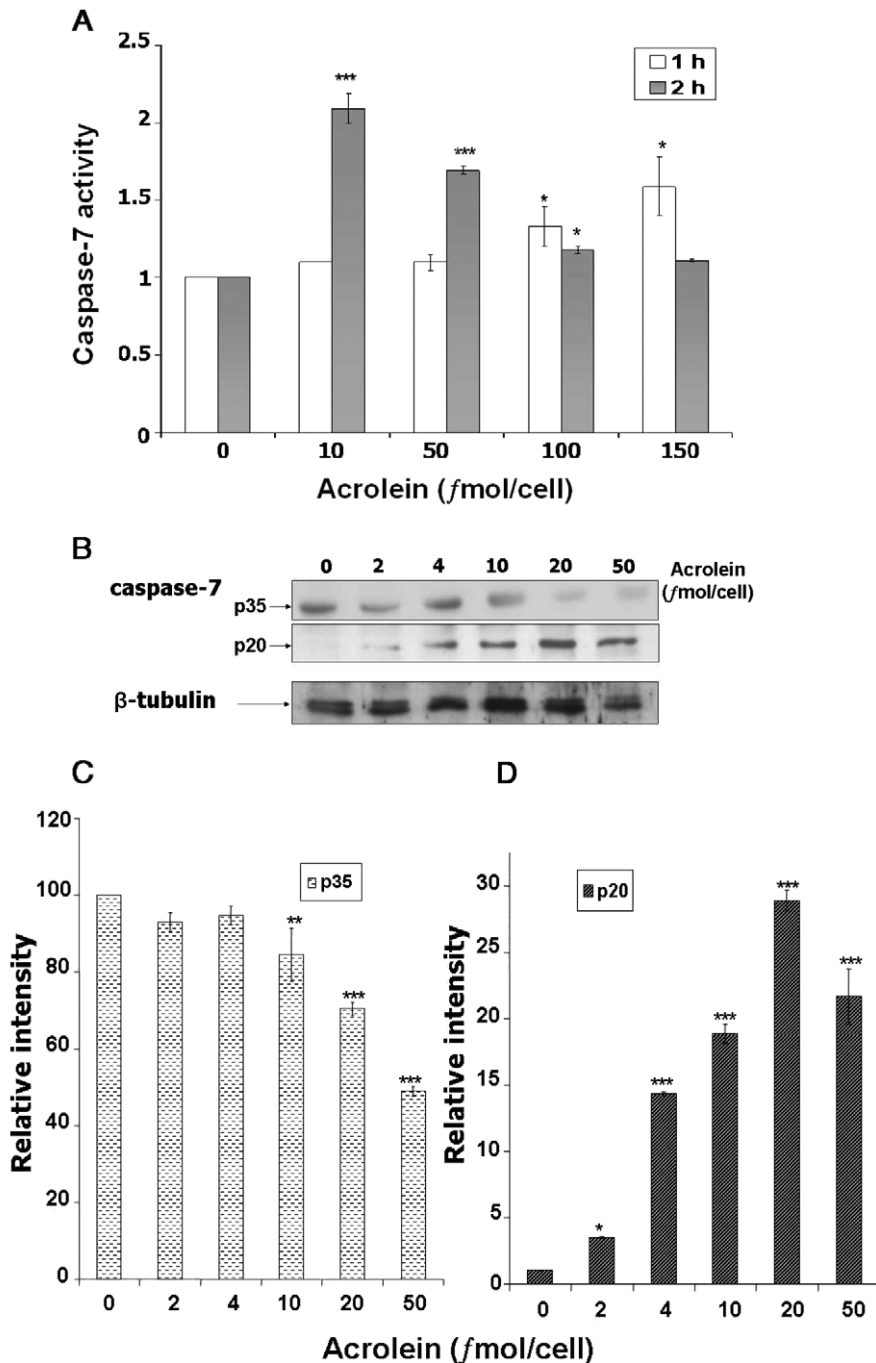 A
2.5
2
1.5
1
0.5
0
Caspase-7 activity
1 h
2 h
***
***
*
*
*
0 10 50 100 150
Acrolein (ƒmol/cell)
B
0 2 4 10 20 50 Acrolein
(ƒmol/cell)
caspase-7
p35
p20
β-tubulin
C
120
100
80
60
40
20
0
Relative intensity
p35
**
***
***
0 2 4 10 20 50
D
30
25
20
15
10
5
0
Relative intensity
p20
*
***
***
***
***
0 2 4 10 20 50
Acrolein (ƒmol/cell)